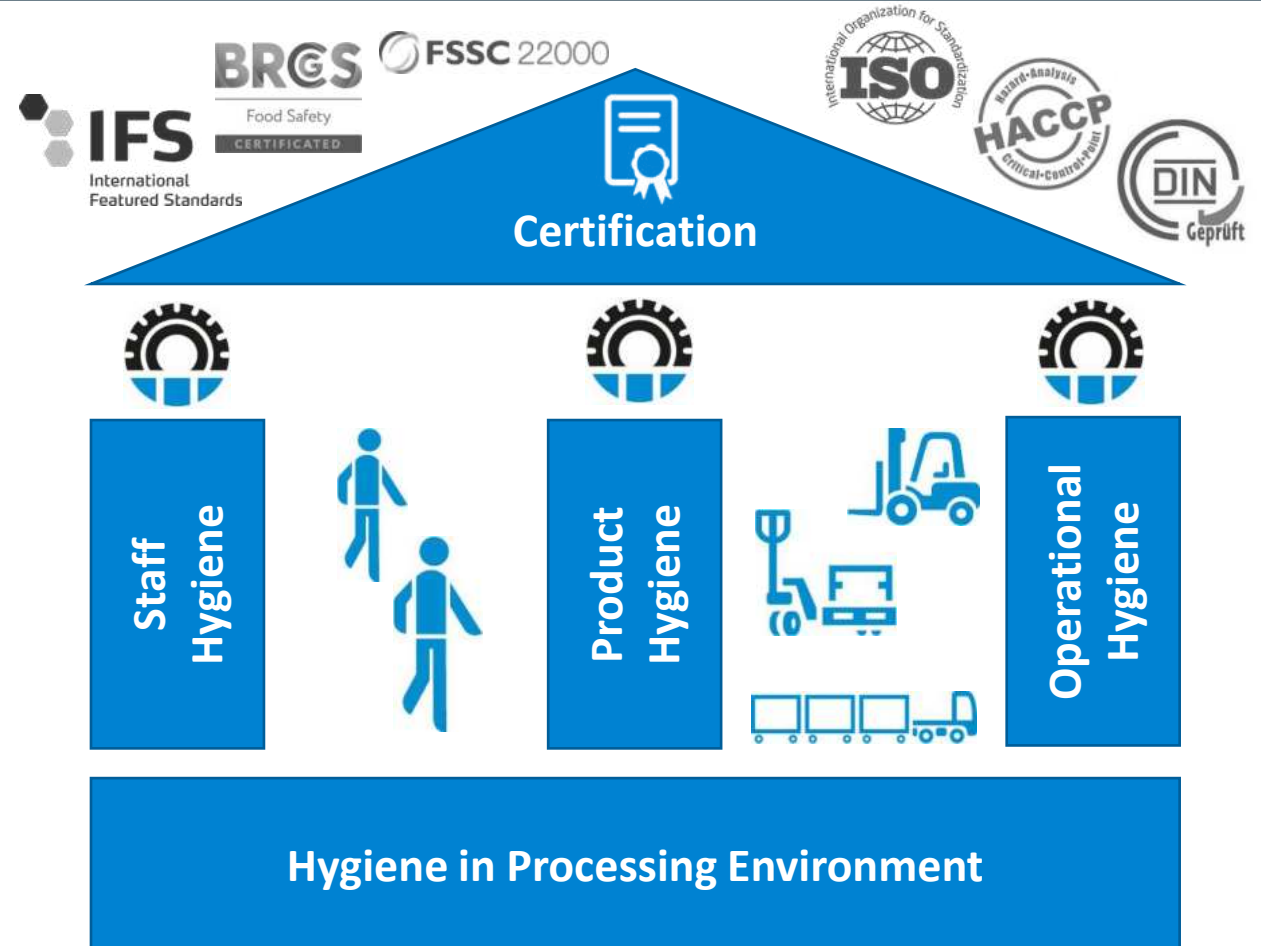 BRCGS
Food Safety
CERTIFICATED
FSSC 22000
International Organization for Standardization
ISO
IFS
International
Featured Standards
Hazard-Analysis
HACCP
Critical-Control-Point
DIN
Geprüft
Certification
Staff
Hygiene
Product
Hygiene
Operational
Hygiene
Hygiene in Processing Environment